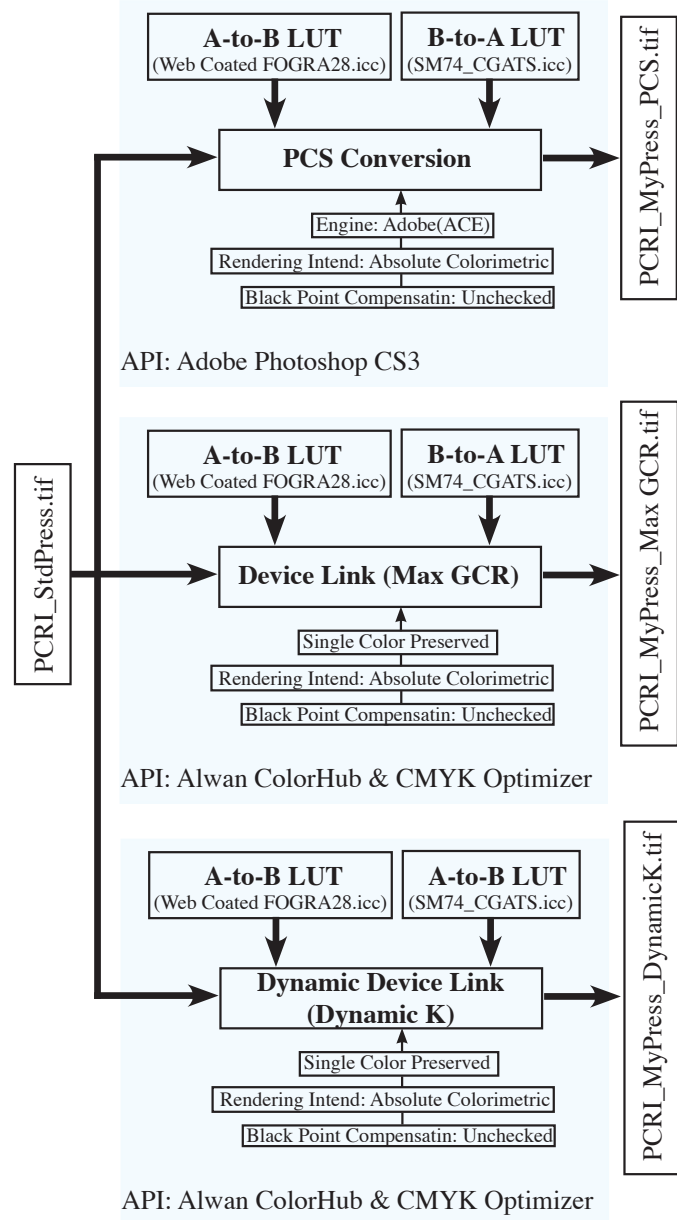 A-to-B LUT
(Web Coated FOGRA28.icc)
B-to-A LUT
(SM74_CGATS.icc)
PCS Conversion
Engine: Adobe(ACE)
Rendering Intend: Absolute Colorimetric
Black Point Compensatin: Unchecked
API: Adobe Photoshop CS3
PCRI_MyPress_PCS.tif
PCRI_StdPress.tif
A-to-B LUT
(Web Coated FOGRA28.icc)
B-to-A LUT
(SM74_CGATS.icc)
Device Link (Max GCR)
Single Color Preserved
Rendering Intend: Absolute Colorimetric
Black Point Compensatin: Unchecked
API: Alwan ColorHub & CMYK Optimizer
PCRI_MyPress_Max GCR.tif
A-to-B LUT
(Web Coated FOGRA28.icc)
A-to-B LUT
(SM74_CGATS.icc)
Dynamic Device Link
(Dynamic K)
Single Color Preserved
Rendering Intend: Absolute Colorimetric
Black Point Compensatin: Unchecked
API: Alwan ColorHub & CMYK Optimizer
PCRI_MyPress_DynamicK.tif